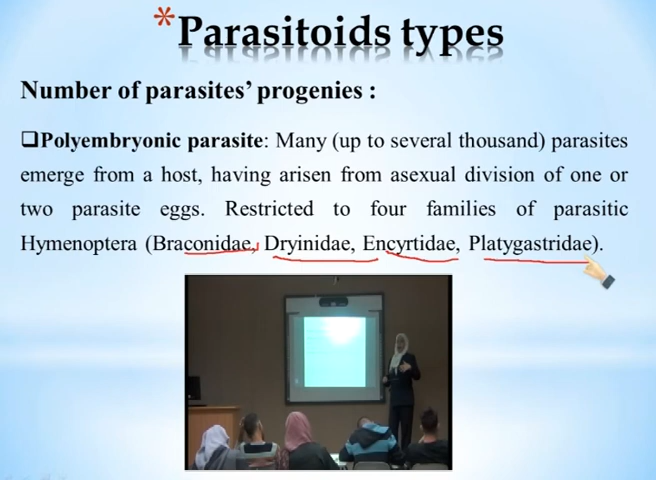 *Parasitoids types
Number of parasites' progenies :
❑Polyembryonic parasite: Many (up to several thousand) parasites
emerge from a host, having arisen from asexual division of one or
two parasite eggs. Restricted to four families of parasitic
Hymenoptera (Braconidae, Dryinidae, Encyrtidae, Platygastridae).